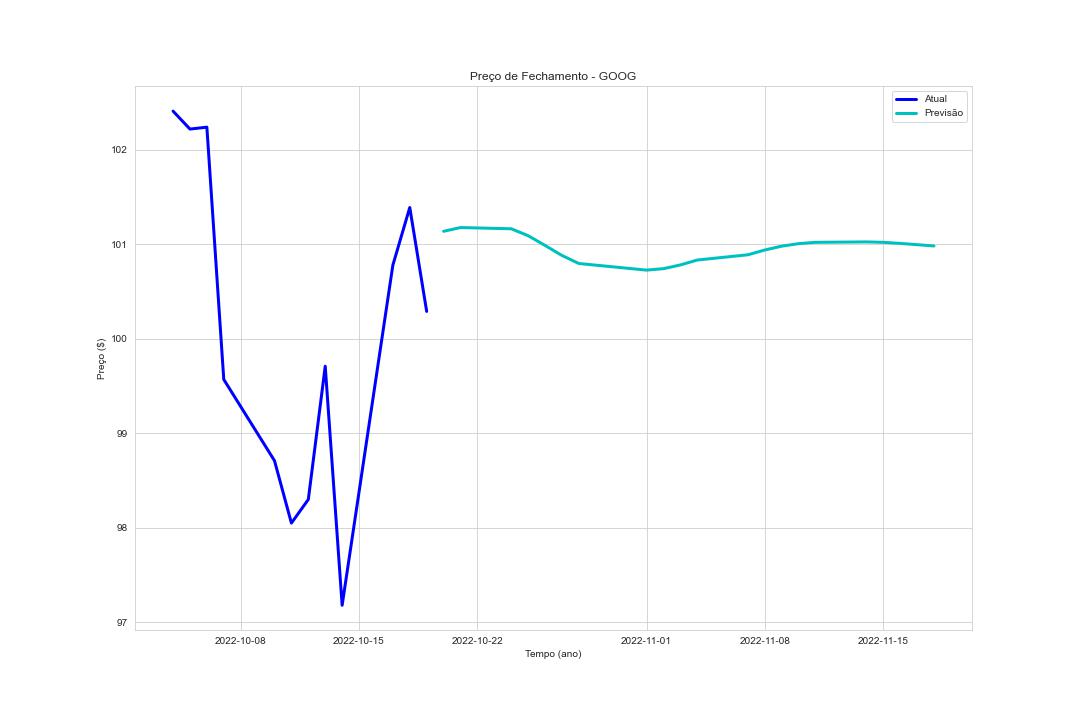 Preço de Fechamento - GOOG
Atual
Previsão
102
101
100
99
98
97
Preço ($)
2022-10-08
2022-10-15
2022-10-22
2022-11-01
2022-11-08
2022-11-15
Tempo (ano)